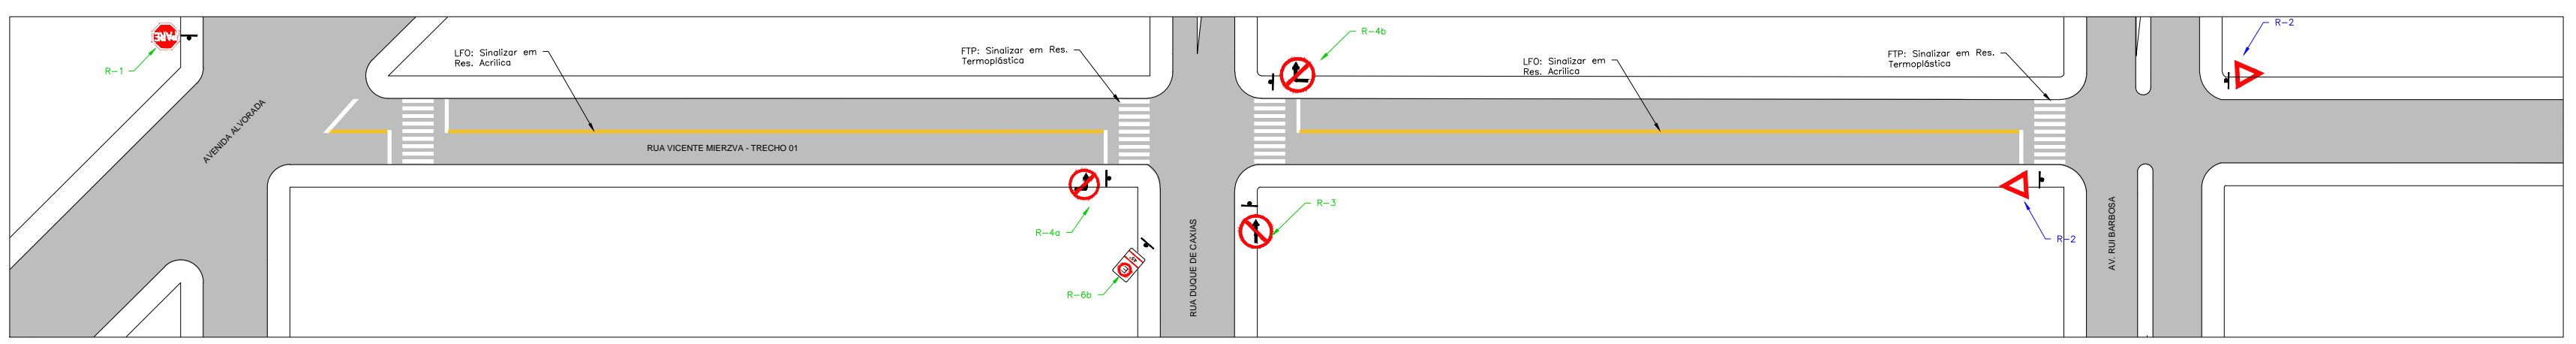 PARE
R-1
AVENIDA ALVORADA
LFO: Sinalizar em
Res. Acrílica
FTP: Sinalizar em Res.
Termoplástica
RUA VICENTE MIERZVA - TRECHO 01
R-4a
R-6b
RUA DUQUE DE CAXIAS
R-4b
R-3
LFO: Sinalizar em
Res. Acrílica
FTP: Sinalizar em Res.
Termoplástica
R-2
AV. RUI BARBOSA
R-2